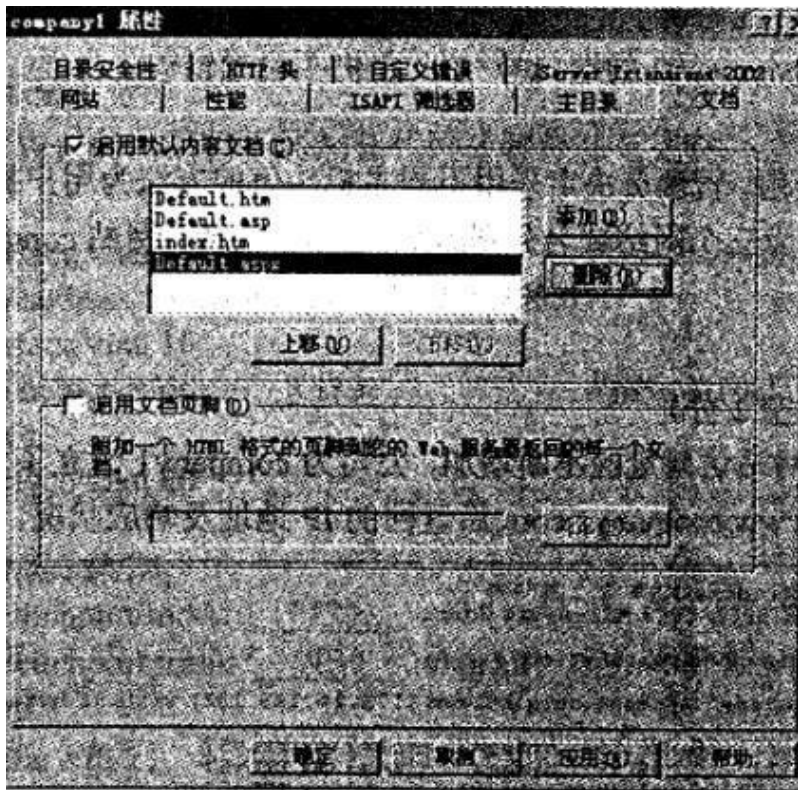 company1 属性
目录安全性 HTTP 头 自定义错误 Server Extensions 2002
网站 性能 ISAPI 筛选器 主目录 文档
启用默认内容文档(C)
Default.htm
Default.asp
index.htm
Default.aspx
添加(D)
删除(R)
上移(V) 下移(V)
启用文档页脚(O)
附加一个 HTML 格式的页脚到您的 Web 服务器返回的每一个文
档。
确定 取消 应用(A) 帮助